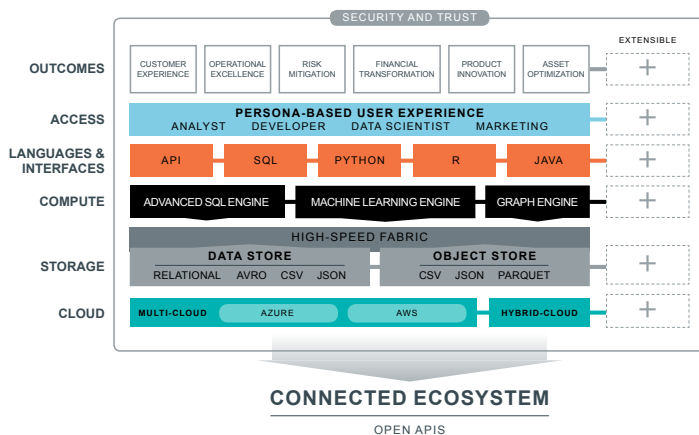 SECURITY AND TRUST
EXTENSIBLE
OUTCOMES
CUSTOMER
EXPERIENCE
OPERATIONAL
EXCELLENCE
RISK
MITIGATION
FINANCIAL
TRANSFORMATION
PRODUCT
INNOVATION
ASSET
OPTIMIZATION
+
ACCESS
PERSONA-BASED USER EXPERIENCE
ANALYST DEVELOPER DATA SCIENTIST MARKETING
+
LANGUAGES &
INTERFACES
API SQL PYTHON R JAVA
+
COMPUTE
ADVANCED SQL ENGINE MACHINE LEARNING ENGINE GRAPH ENGINE
+
HIGH-SPEED FABRIC
STORAGE
DATA STORE
RELATIONAL AVRO CSV JSON
OBJECT STORE
CSV JSON PARQUET
+
CLOUD
MULTI-CLOUD AZURE AWS HYBRID-CLOUD
+
CONNECTED ECOSYSTEM
OPEN APIS